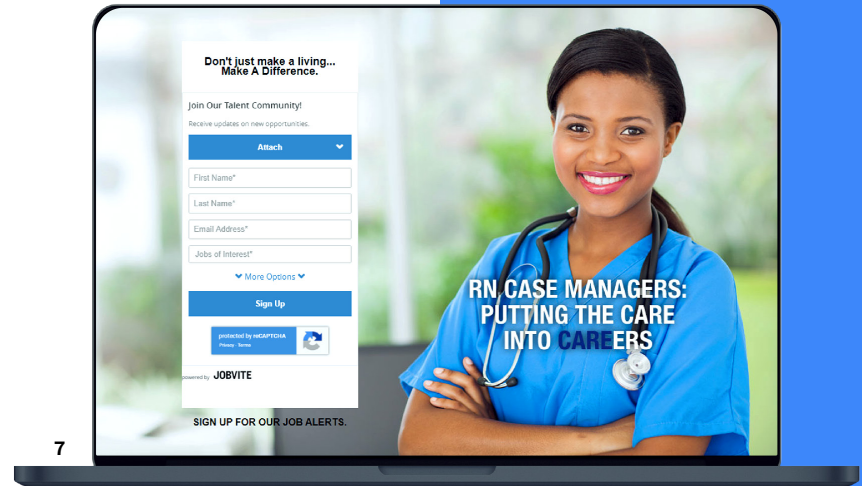 Don't just make a living...
Make A Difference.
Join Our Talent Community!
Receive updates on new opportunities.
Attach
First Name*
Last Name*
Email Address*
Jobs of Interest*
More Options
Sign Up
protected by reCAPTCHA
Privacy - Terms
powered by JOBVITE
SIGN UP FOR OUR JOB ALERTS.
RN CASE MANAGERS:
PUTTING THE CARE
INTO CAREERS
7